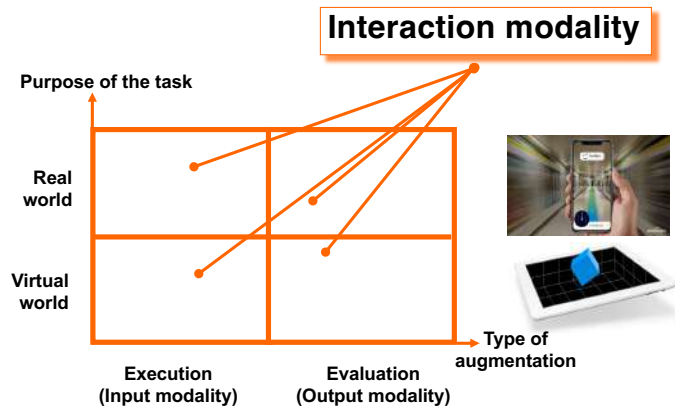 Interaction modality
Purpose of the task
Real
world
Virtual
world
Type of
augmentation
Execution
(Input modality)
Evaluation
(Output modality)